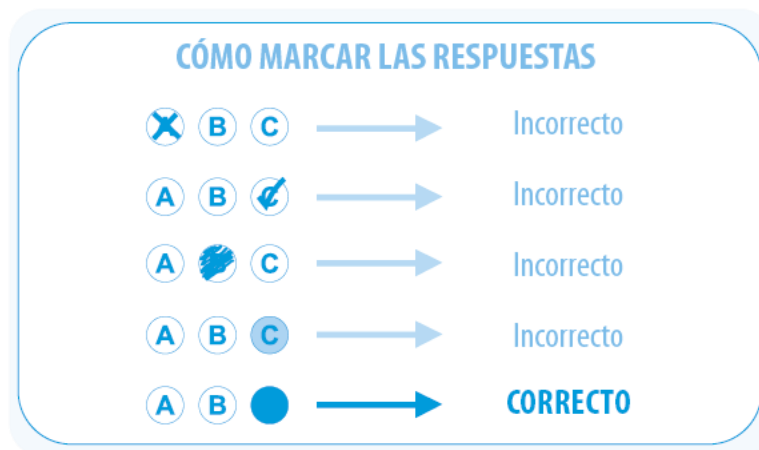 CÓMO MARCAR LAS RESPUESTAS
A B C Incorrecto
A B C Incorrecto
A C Incorrecto
A B C Incorrecto
A B CORRECTO